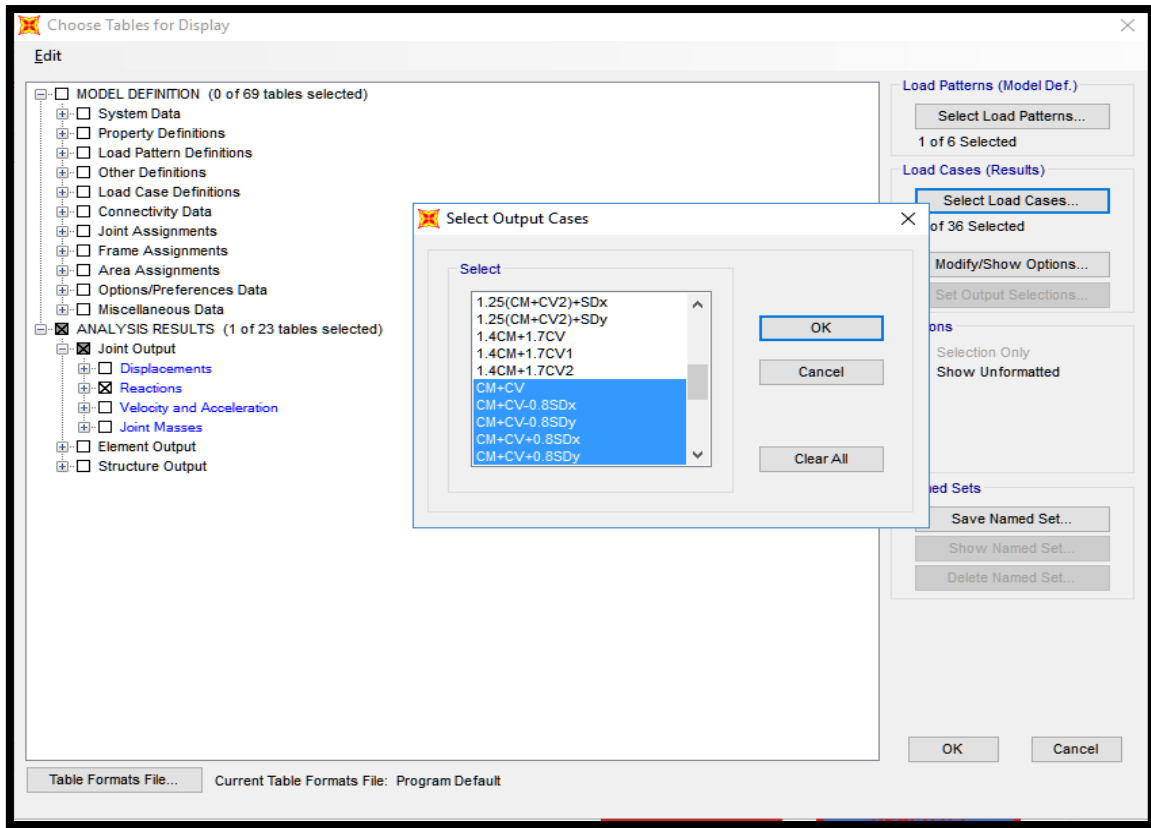 Choose Tables for Display
Edit
MODEL DEFINITION (0 of 69 tables selected)
System Data
Property Definitions
Load Pattern Definitions
Other Definitions
Load Case Definitions
Connectivity Data
Joint Assignments
Frame Assignments
Area Assignments
Options/Preferences Data
Miscellaneous Data
ANALYSIS RESULTS (1 of 23 tables selected)
Joint Output
Displacements
Reactions
Velocity and Acceleration
Joint Masses
Element Output
Structure Output
Load Patterns (Model Def.)
Select Load Patterns...
1 of 6 Selected
Load Cases (Results)
Select Load Cases...
of 36 Selected
Modify/Show Options...
Set Output Selections...
ons
Selection Only
Show Unformatted
ed Sets
Save Named Set...
Show Named Set...
Delete Named Set...
Select Output Cases
Select
1.25(CM+CV2)+SDx
1.25(CM+CV2)+SDy
1.4CM+1.7CV
1.4CM+1.7CV1
1.4CM+1.7CV2
CM+CV
CM+CV-0.8SDx
CM+CV-0.8SDy
CM+CV+0.8SDx
CM+CV+0.8SDy
OK
Cancel
Clear All
OK
Cancel
Table Formats File...
Current Table Formats File: Program Default